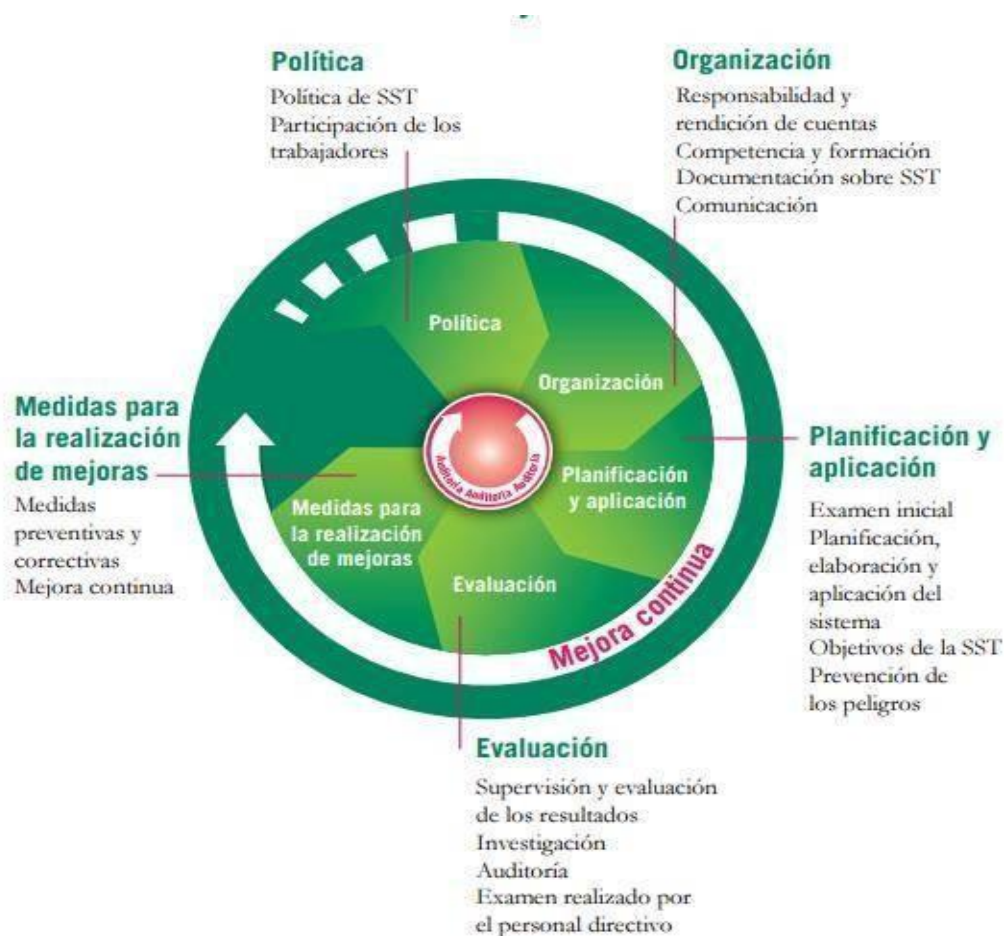 Política
Política de SST
Participación de los
trabajadores
Organización
Responsabilidad y
rendición de cuentas
Competencia y formación
Documentación sobre SST
Comunicación
Política
Organización
Planificación
y aplicación
Evaluación
Medidas para
la realización
de mejoras
Auditoría Auditoría Auditoría
Mejora continua
Medidas para
la realización
de mejoras
Medidas
preventivas y
correctivas
Mejora continua
Planificación y
aplicación
Examen inicial
Planificación,
elaboración y
aplicación del
sistema
Objetivos de la SST
Prevención de
los peligros
Evaluación
Supervisión y evaluación
de los resultados
Investigación
Auditoría
Examen realizado por
el personal directivo